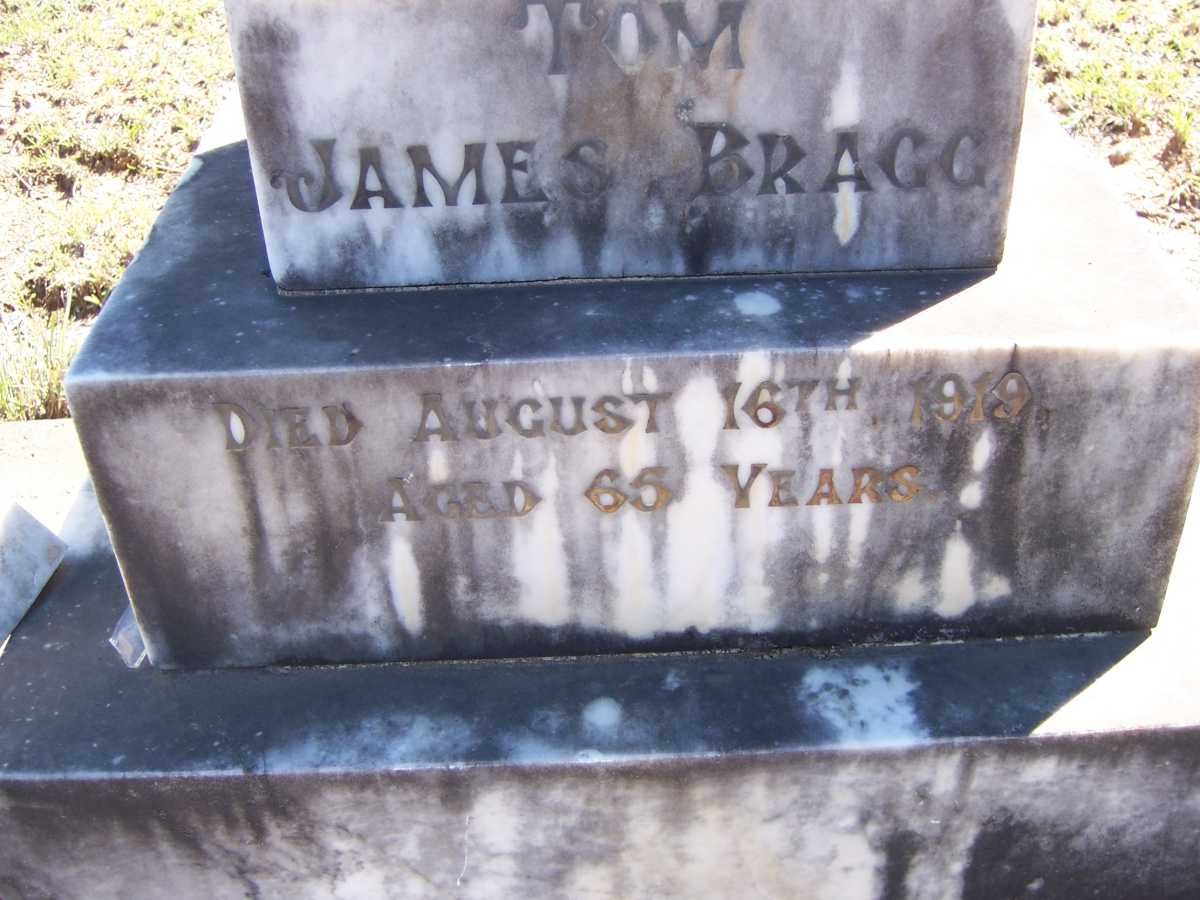 TOM
JAMES BRAGG
DIED AUGUST 16TH, 1919,
AGED 65 YEARS